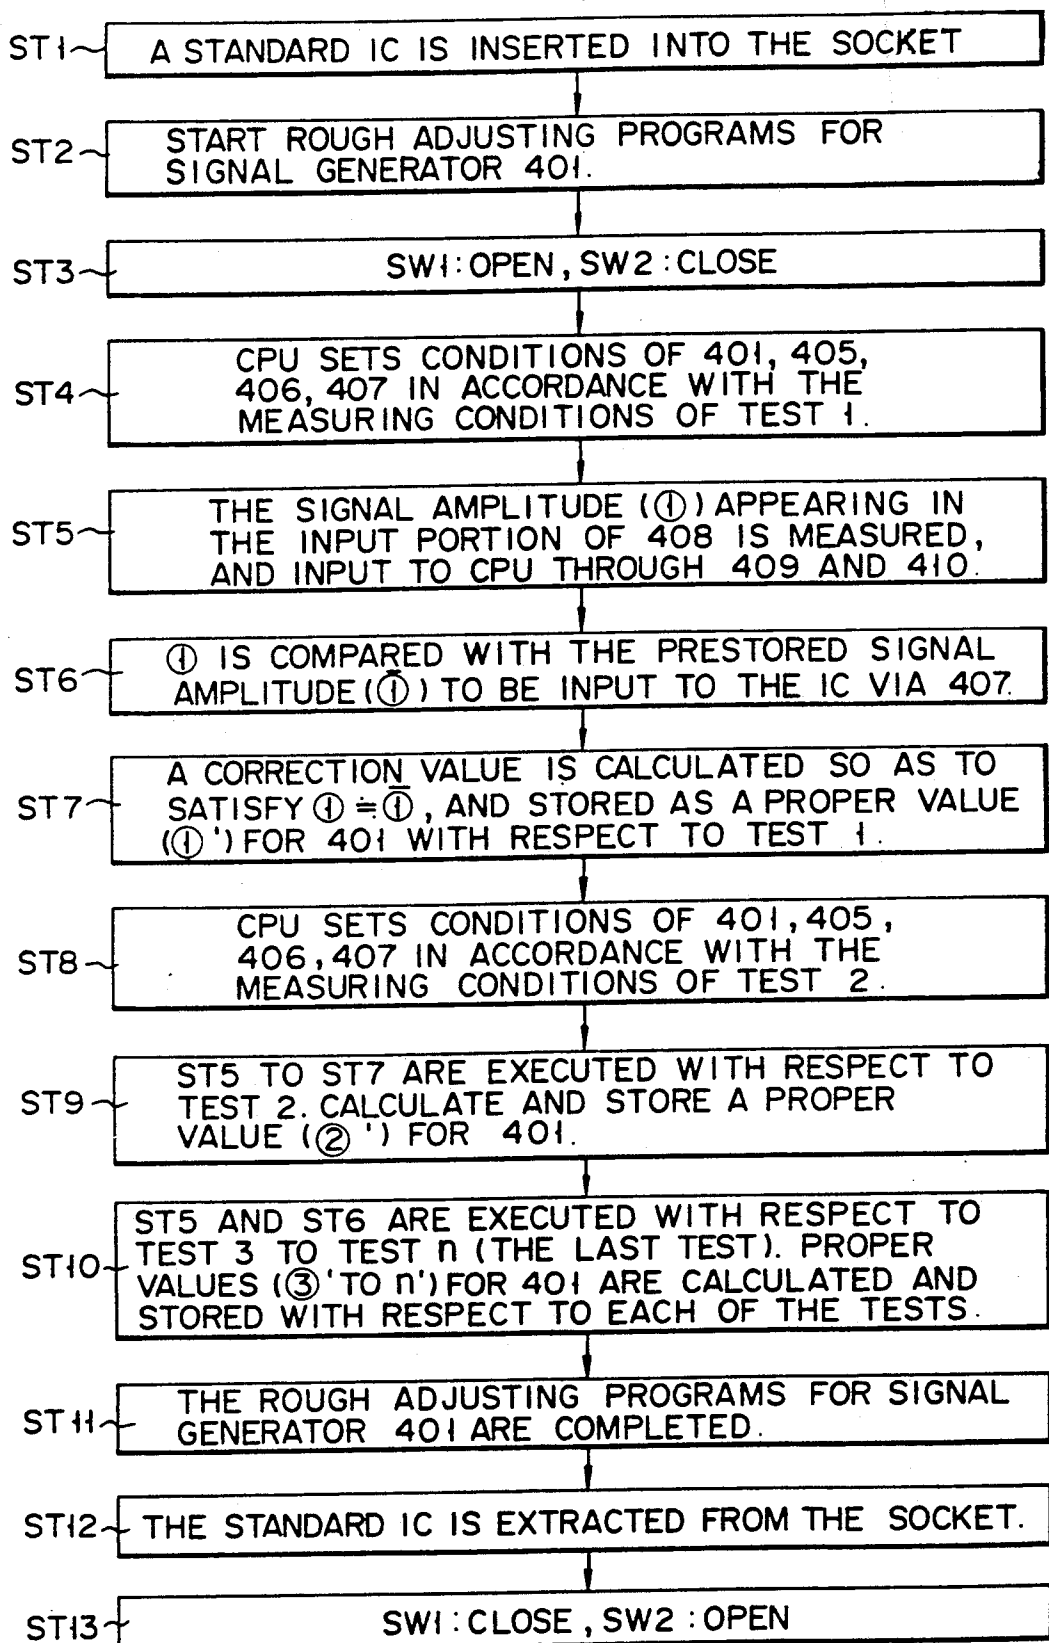 ST1 A STANDARD IC IS INSERTED INTO THE SOCKET
ST2 START ROUGH ADJUSTING PROGRAMS FOR
SIGNAL GENERATOR 401.
ST3 SW1 : OPEN, SW2 : CLOSE
ST4 CPU SETS CONDITIONS OF 401, 405,
406, 407 IN ACCORDANCE WITH THE
MEASURING CONDITIONS OF TEST 1.
ST5 THE SIGNAL AMPLITUDE (①) APPEARING IN
THE INPUT PORTION OF 408 IS MEASURED,
AND INPUT TO CPU THROUGH 409 AND 410.
ST6 ① IS COMPARED WITH THE PRESTORED SIGNAL
AMPLITUDE (①̄) TO BE INPUT TO THE IC VIA 407.
ST7 A CORRECTION VALUE IS CALCULATED SO AS TO
SATISFY ① ≒ ①̄, AND STORED AS A PROPER VALUE
(①') FOR 401 WITH RESPECT TO TEST 1.
ST8 CPU SETS CONDITIONS OF 401, 405,
406, 407 IN ACCORDANCE WITH THE
MEASURING CONDITIONS OF TEST 2.
ST9 ST5 TO ST7 ARE EXECUTED WITH RESPECT TO
TEST 2. CALCULATE AND STORE A PROPER
VALUE (②') FOR 401.
ST10 ST5 AND ST6 ARE EXECUTED WITH RESPECT TO
TEST 3 TO TEST n (THE LAST TEST). PROPER
VALUES (③' TO n') FOR 401 ARE CALCULATED AND
STORED WITH RESPECT TO EACH OF THE TESTS.
ST11 THE ROUGH ADJUSTING PROGRAMS FOR SIGNAL
GENERATOR 401 ARE COMPLETED.
ST12 THE STANDARD IC IS EXTRACTED FROM THE SOCKET.
ST13 SW1 : CLOSE, SW2 : OPEN